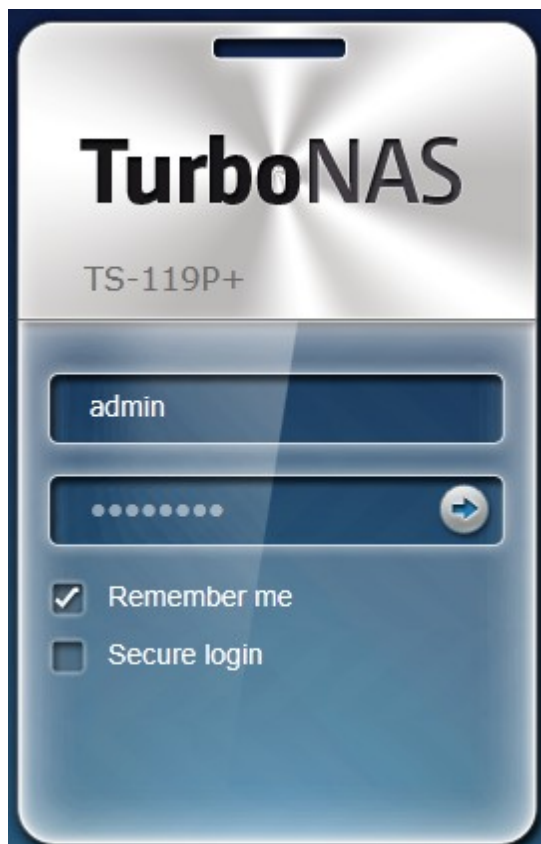 TurboNAS
TS-119P+
admin
••••••••
Remember me
Secure login